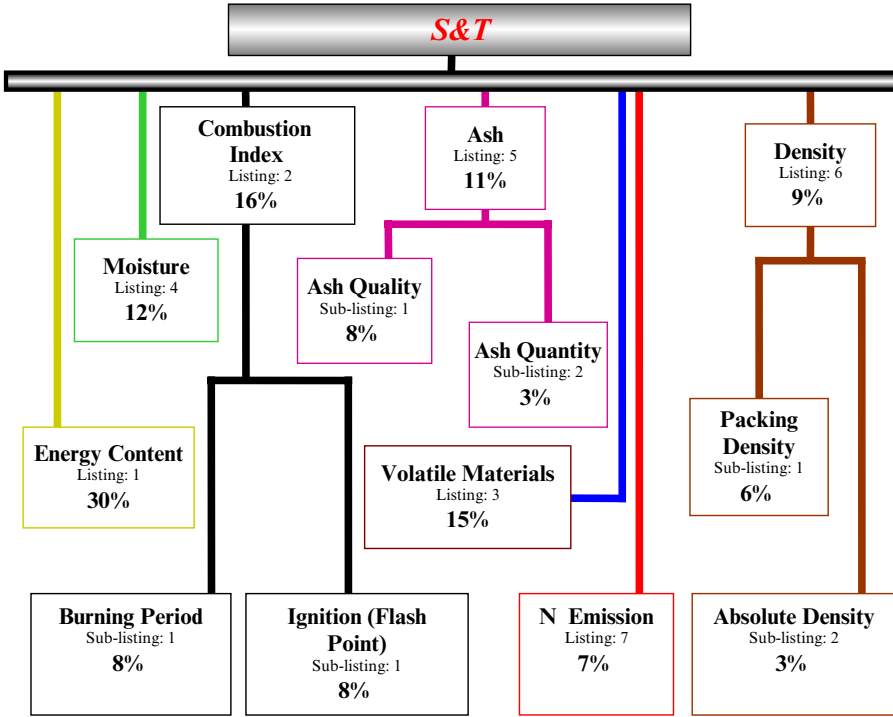 S&T
Combustion
Index
Listing: 2
16%
Ash
Listing: 5
11%
Density
Listing: 6
9%
Moisture
Listing: 4
12%
Ash Quality
Sub-listing: 1
8%
Ash Quantity
Sub-listing: 2
3%
Energy Content
Listing: 1
30%
Volatile Materials
Listing: 3
15%
Packing
Density
Sub-listing: 1
6%
Burning Period
Sub-listing: 1
8%
Ignition (Flash
Point)
Sub-listing: 1
8%
N Emission
Listing: 7
7%
Absolute Density
Sub-listing: 2
3%